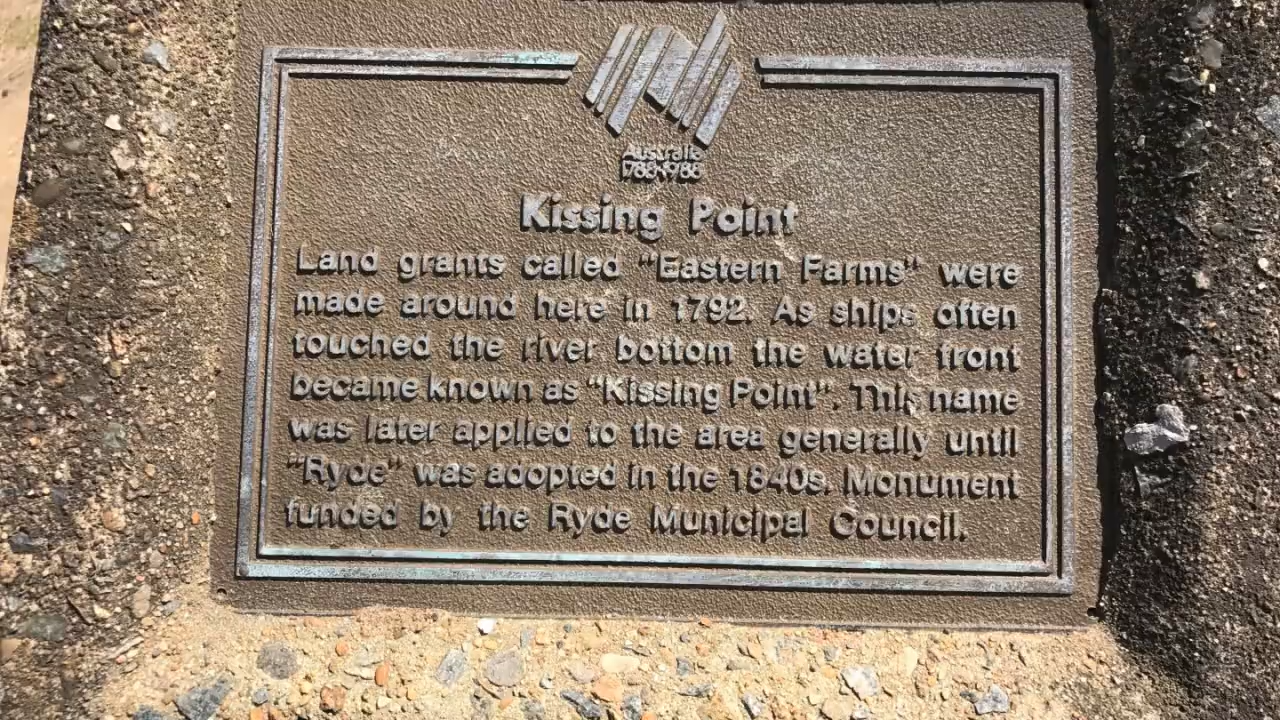 Australia
1788-1988
Kissing Point
Land grants called "Eastern Farms" were
made around here in 1792. As ships often
touched the river bottom the water front
became known as "Kissing Point". This name
was later applied to the area generally until
"Ryde" was adopted in the 1840s. Monument
funded by the Ryde Municipal Council.